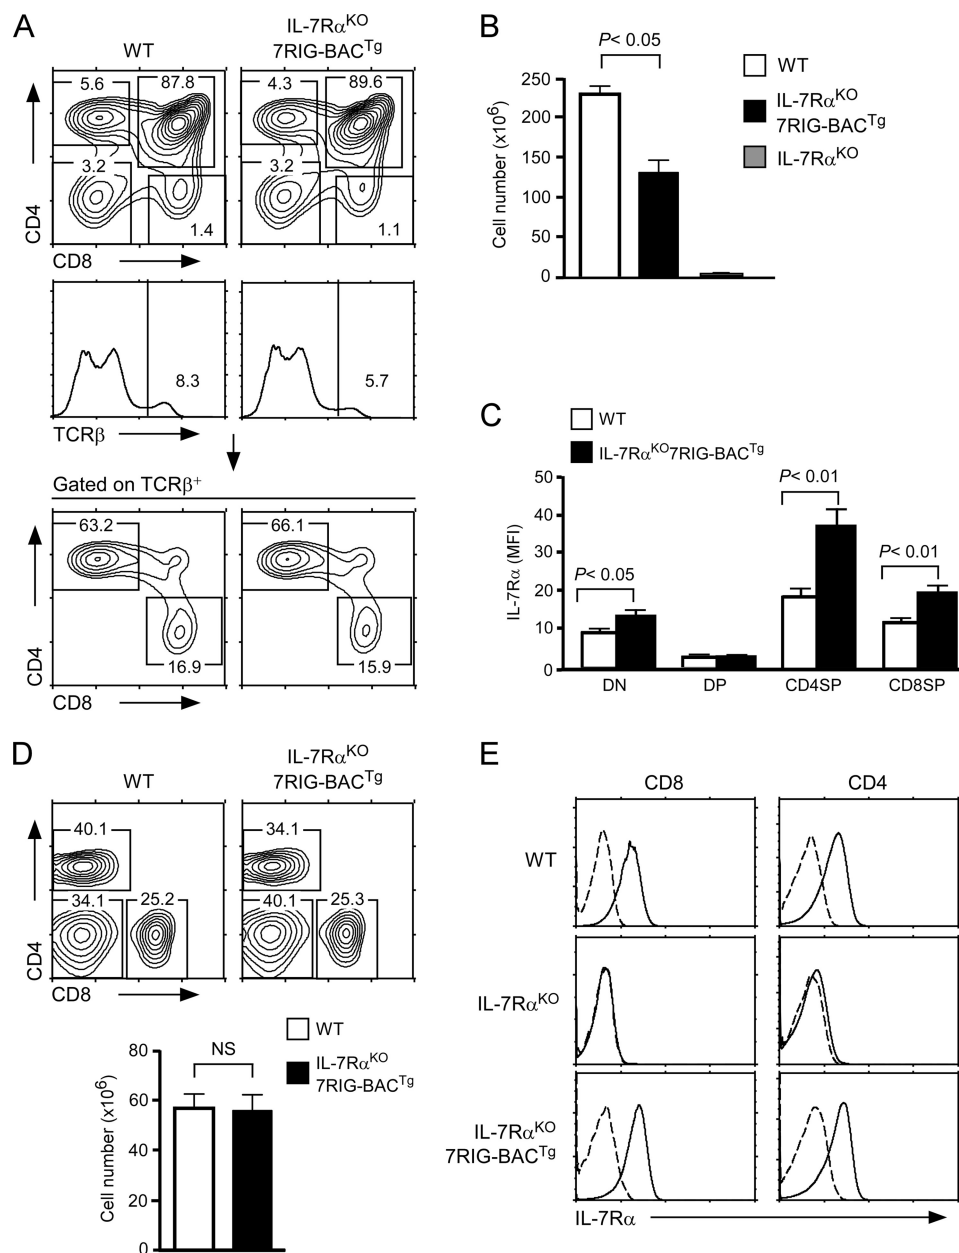 A
WT
IL-7Rα^KO
7RIG-BAC^Tg
5.6
87.8
3.2
1.4
4.3
89.6
3.2
1.1
CD4
CD8
8.3
5.7
TCRβ
Gated on TCRβ⁺
63.2
16.9
66.1
15.9
CD4
CD8
B
P< 0.05
WT
IL-7Rα^KO
7RIG-BAC^Tg
IL-7Rα^KO
Cell number (x10⁶)
250
200
150
100
50
0
C
WT
IL-7Rα^KO7RIG-BAC^Tg
IL-7Rα (MFI)
50
40
30
20
10
0
P< 0.05
P< 0.01
P< 0.01
DN
DP
CD4SP
CD8SP
D
WT
IL-7Rα^KO
7RIG-BAC^Tg
40.1
34.1
25.2
34.1
40.1
25.3
CD4
CD8
WT
IL-7Rα^KO
7RIG-BAC^Tg
NS
Cell number (x10⁶)
80
60
40
20
0
E
CD8
CD4
WT
IL-7Rα^KO
IL-7Rα^KO
7RIG-BAC^Tg
IL-7Rα